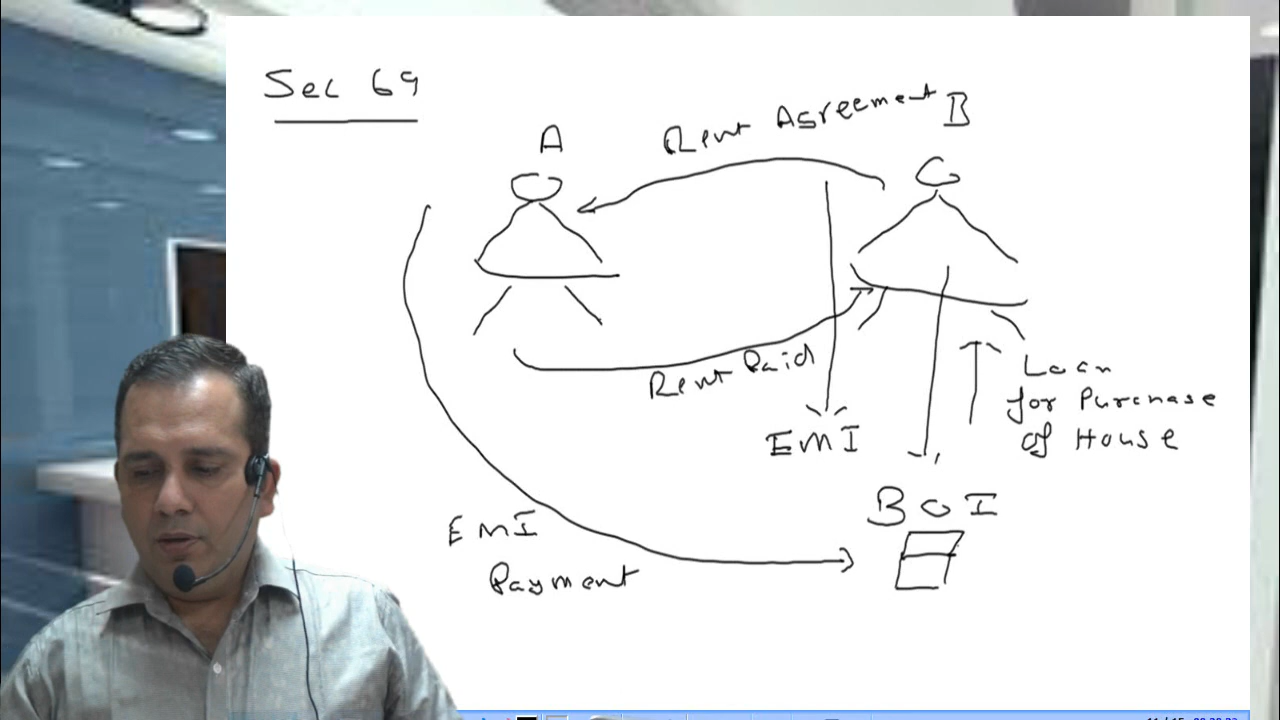 Sec 69
A
Rent Agreement
B
Rent Paid
EMI
Loan
for Purchase
of House
BOI
EMI
Payment